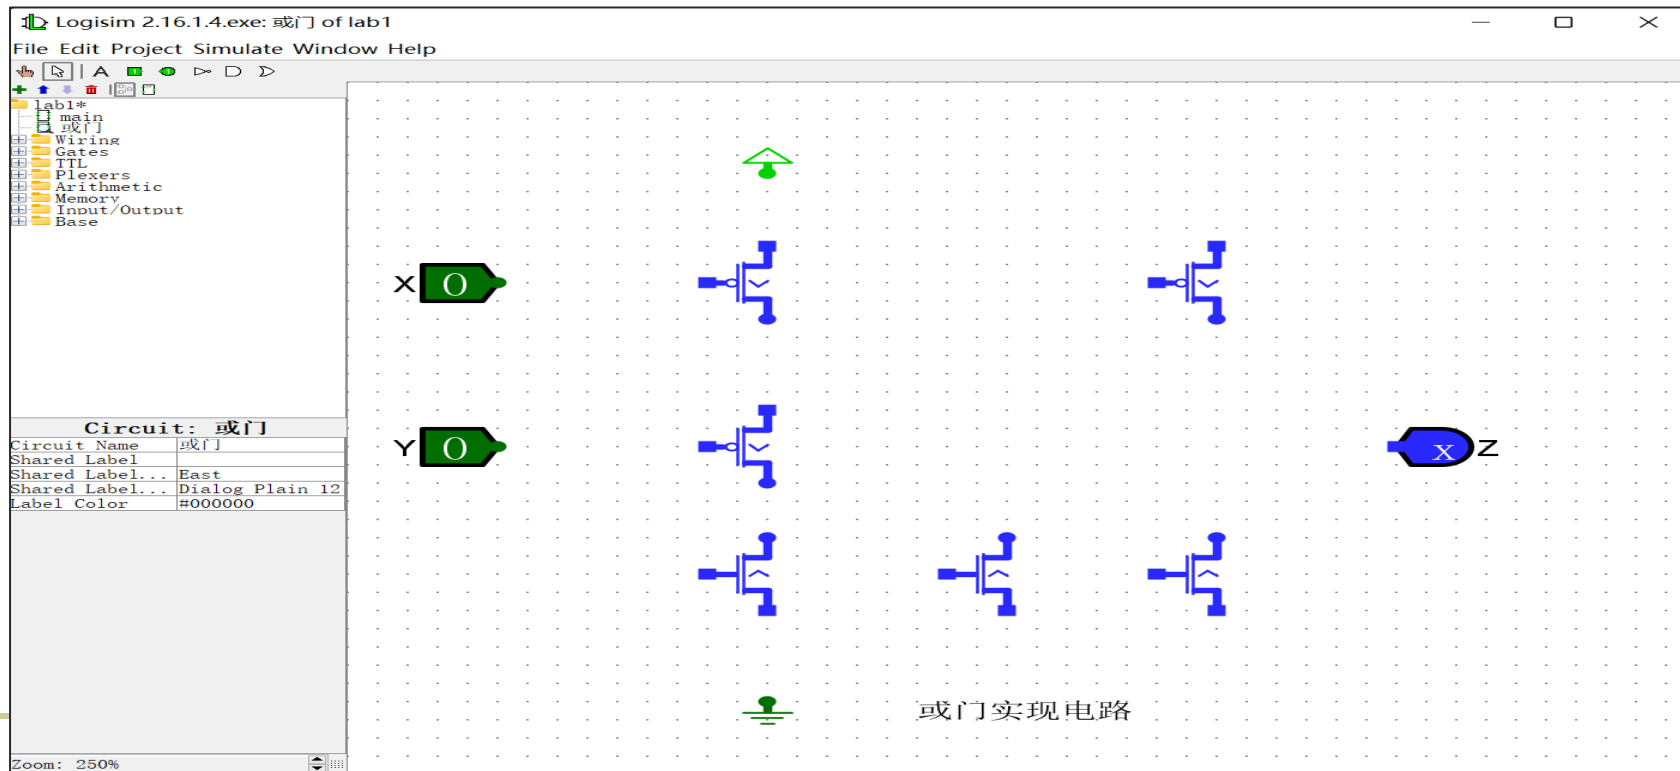 Logisim 2.16.1.4.exe: 或门 of lab1
File Edit Project Simulate Window Help
A
lab1*
main
或门
Wiring
Gates
TTL
Plexers
Arithmetic
Memory
Input/Output
Base
X 0
Y 0
x Z
Circuit: 或门
Circuit Name 或门
Shared Label
Shared Label... East
Shared Label... Dialog Plain 12
Label Color #000000
或门实现电路
Zoom: 250%